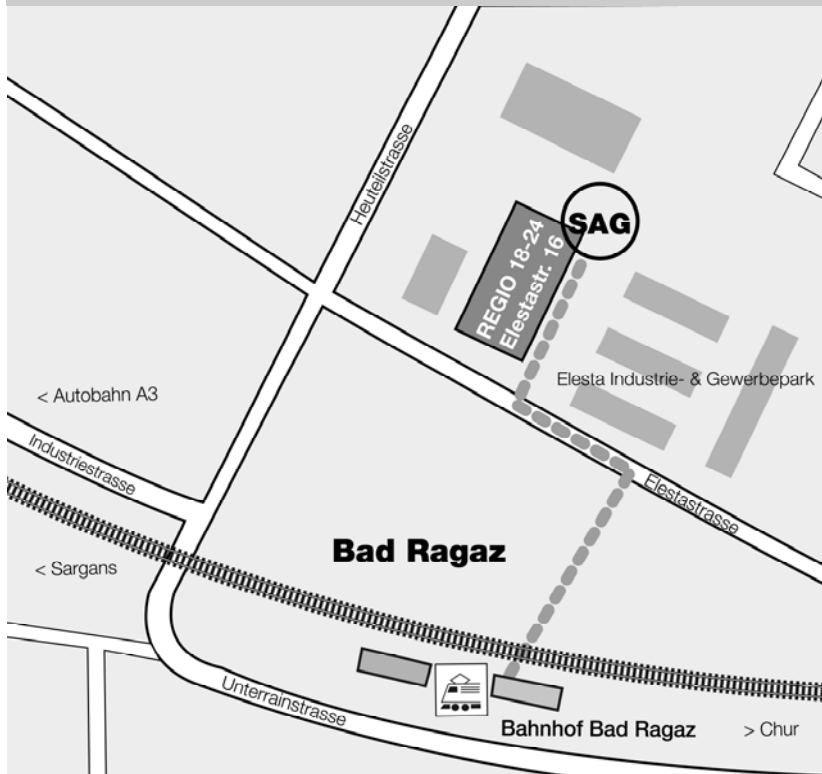 Heuteilstrasse
SAG
REGIO 18-24
Elestastr. 16
Elesta Industrie- & Gewerbepark
< Autobahn A3
Industriestrasse
Elestastrasse
Bad Ragaz
< Sargans
Unterrainstrasse
Bahnhof Bad Ragaz
> Chur